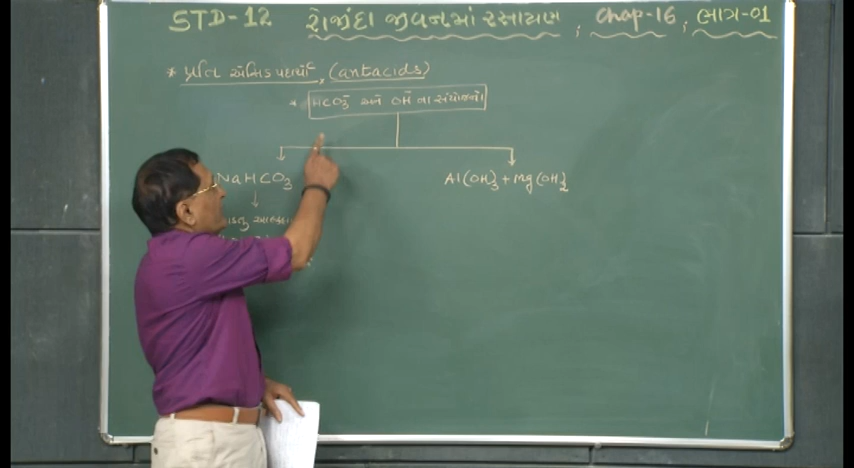 STD-12 રોજીંદા જીવનમાં રસાયણ ; Chap-16 ; ભાગ-01
* પ્રતિ એસિડ પદાર્થો, (antacids)
* HCO₃⁻ અને OH⁻ ના સંયોજનો
NaHCO₃ Al(OH)₃ + Mg(OH)₂